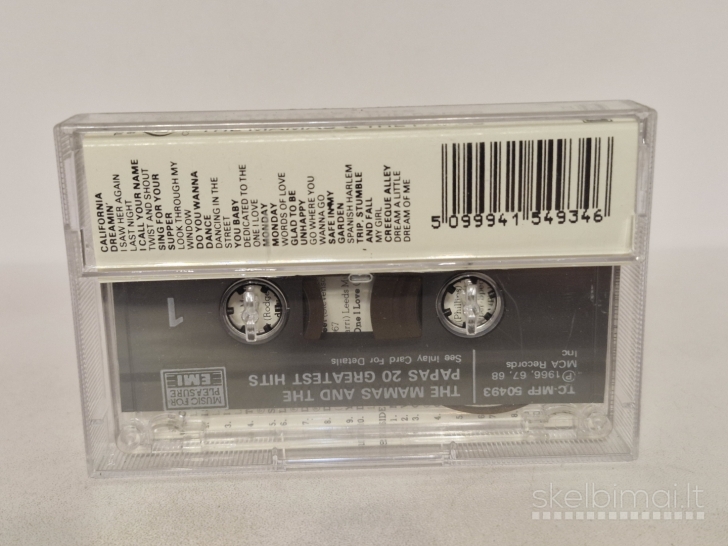 CALIFORNIA
DREAMIN'
I SAW HER AGAIN
LAST NIGHT
I CALL YOUR NAME
TWIST AND SHOUT
SING FOR YOUR
SUPPER
LOOK THROUGH MY
WINDOW
DO YOU WANNA
DANCE
DANCING IN THE
STREET
YOU BABY
DEDICATED TO THE
ONE I LOVE
MONDAY
MONDAY
WORDS OF LOVE
GLAD TO BE
UNHAPPY
GO WHERE YOU
WANNA GO
SAFE IN MY
GARDEN
SPANISH HARLEM
TRIP, STUMBLE
AND FALL
MY GIRL
CREEQUE ALLEY
DREAM A LITTLE
DREAM OF ME
5 099941 549346
1
MUSIC FOR
PLEASURE
EMI
THE MAMAS AND THE
PAPAS 20 GREATEST HITS
See Inlay Card For Details
TC-MFP 50493
℗ 1966, 67, 68
MCA Records
Inc
Leeds
One I Love
skelbimai.lt